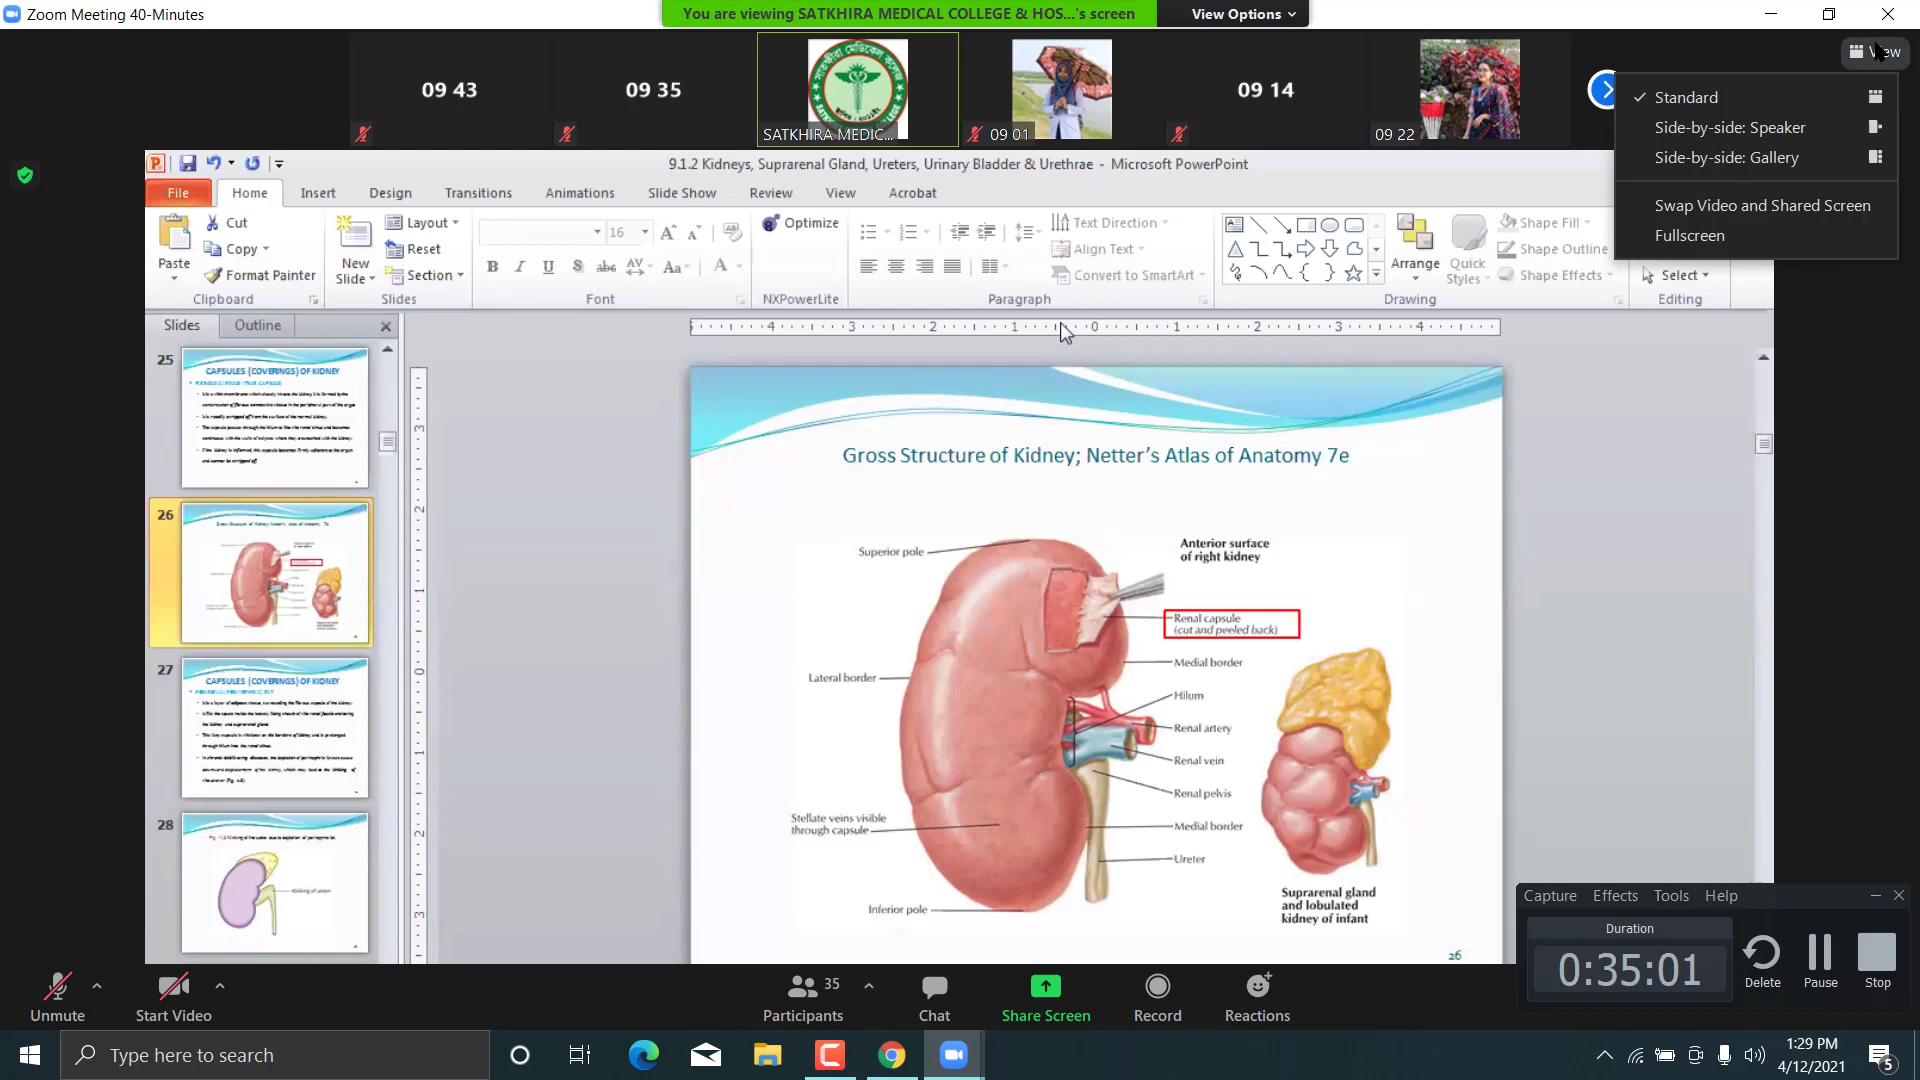 Zoom Meeting 40-Minutes
You are viewing SATKHIRA MEDICAL COLLEGE & HOS...'s screen
View Options
View
09 43
09 35
SATKHIRA MEDIC...
09 01
09 14
09 22
Standard
Side-by-side: Speaker
Side-by-side: Gallery
Swap Video and Shared Screen
Fullscreen
9.1.2 Kidneys, Suprarenal Gland, Ureters, Urinary Bladder & Urethrae - Microsoft PowerPoint
File Home Insert Design Transitions Animations Slide Show Review View Acrobat
Paste
Cut
Copy
Format Painter
Clipboard
New Slide
Layout
Reset
Section
Slides
16
Font
Optimize
NXPowerLite
Text Direction
Align Text
Convert to SmartArt
Paragraph
Arrange
Quick Styles
Shape Fill
Shape Outline
Shape Effects
Drawing
Select
Editing
Slides Outline
25
CAPSULES (COVERINGS) OF KIDNEY
26
27
CAPSULES (COVERINGS) OF KIDNEY
28
Kinking of ureter
Gross Structure of Kidney; Netter's Atlas of Anatomy 7e
Superior pole
Anterior surface
of right kidney
Renal capsule
(cut and peeled back)
Medial border
Lateral border
Hilum
Renal artery
Renal vein
Renal pelvis
Stellate veins visible
through capsule
Medial border
Ureter
Inferior pole
Suprarenal gland
and lobulated
kidney of infant
26
Capture Effects Tools Help
Duration
0:35:01
Delete
Pause
Stop
Unmute
Start Video
Participants
35
Chat
Share Screen
Record
Reactions
Type here to search
1:29 PM
4/12/2021
5